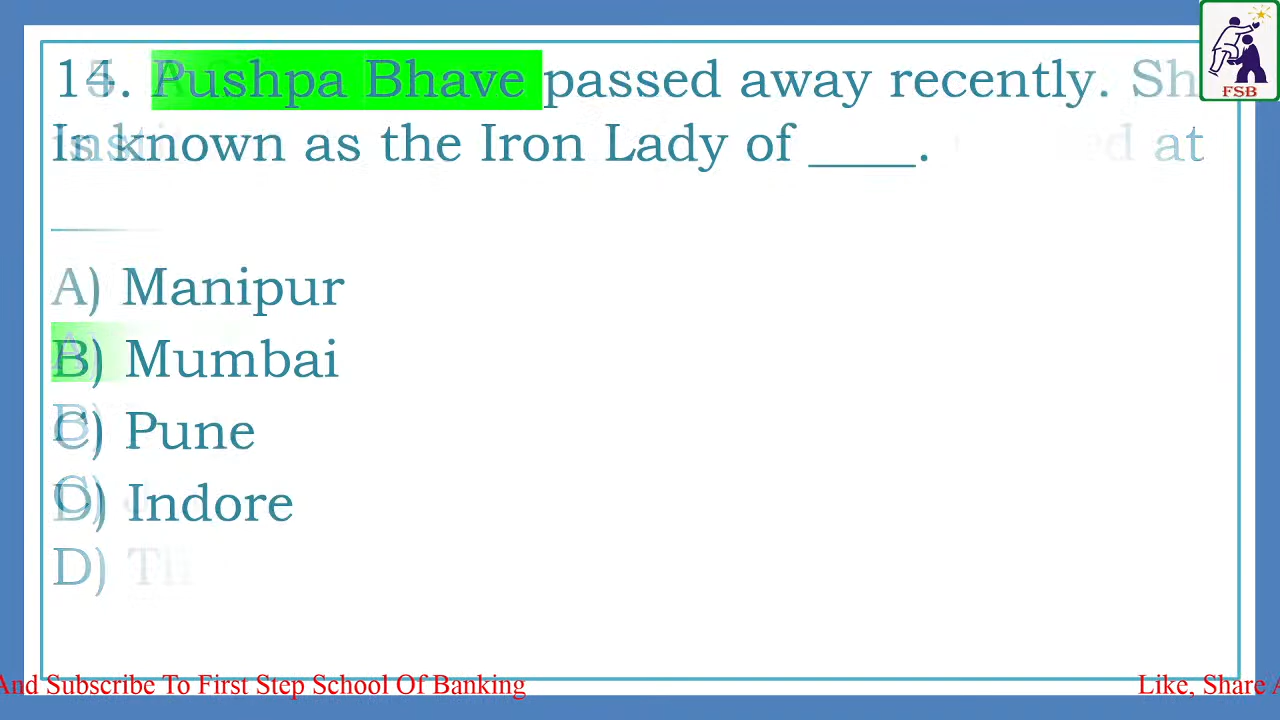 14. Pushpa Bhave passed away recently. Sh
known as the Iron Lady of ____.
A) Manipur
B) Mumbai
C) Pune
D) Indore
D)
FSB
And Subscribe To First Step School Of Banking
Like, Share A